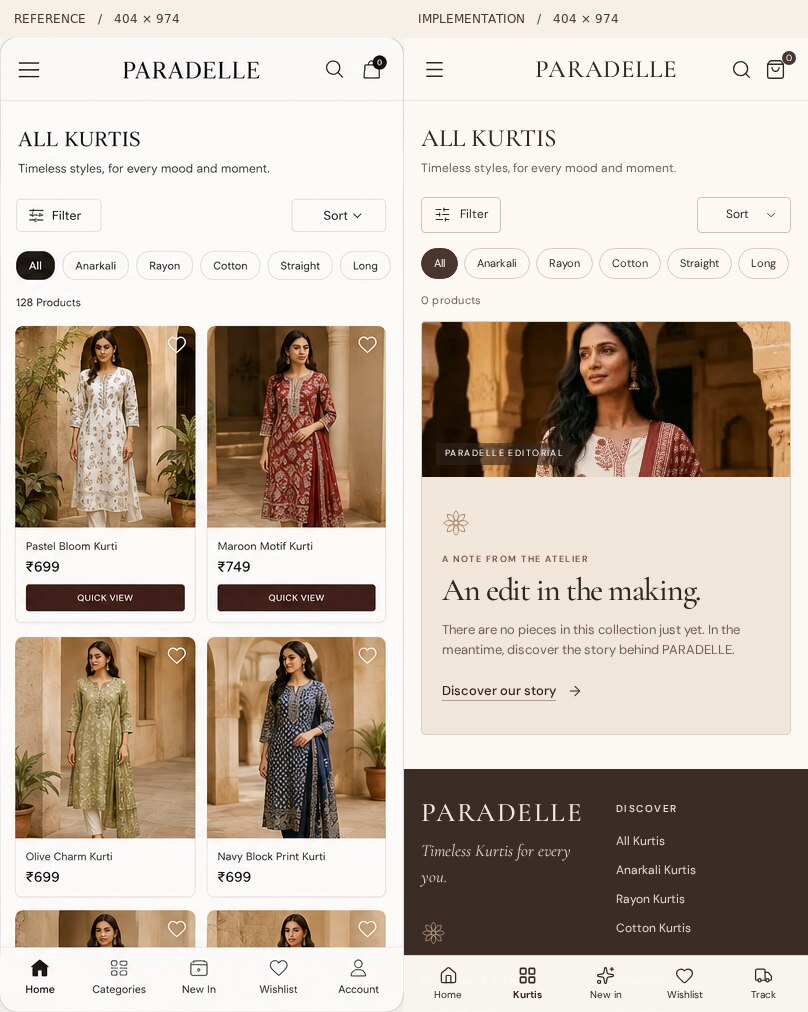 REFERENCE / 404 × 974
PARADELLE
0
ALL KURTIS
Timeless styles, for every mood and moment.
Filter
Sort
All
Anarkali
Rayon
Cotton
Straight
Long
128 Products
Pastel Bloom Kurti
₹699
QUICK VIEW
Maroon Motif Kurti
₹749
QUICK VIEW
Olive Charm Kurti
₹699
Navy Block Print Kurti
₹699
Home
Categories
New In
Wishlist
Account
IMPLEMENTATION / 404 × 974
PARADELLE
0
ALL KURTIS
Timeless styles, for every mood and moment.
Filter
Sort
All
Anarkali
Rayon
Cotton
Straight
Long
0 products
PARADELLE EDITORIAL
A NOTE FROM THE ATELIER
An edit in the making.
There are no pieces in this collection just yet. In the
meantime, discover the story behind PARADELLE.
Discover our story
PARADELLE
Timeless Kurtis for every
you.
DISCOVER
All Kurtis
Anarkali Kurtis
Rayon Kurtis
Cotton Kurtis
Home
Kurtis
New in
Wishlist
Track